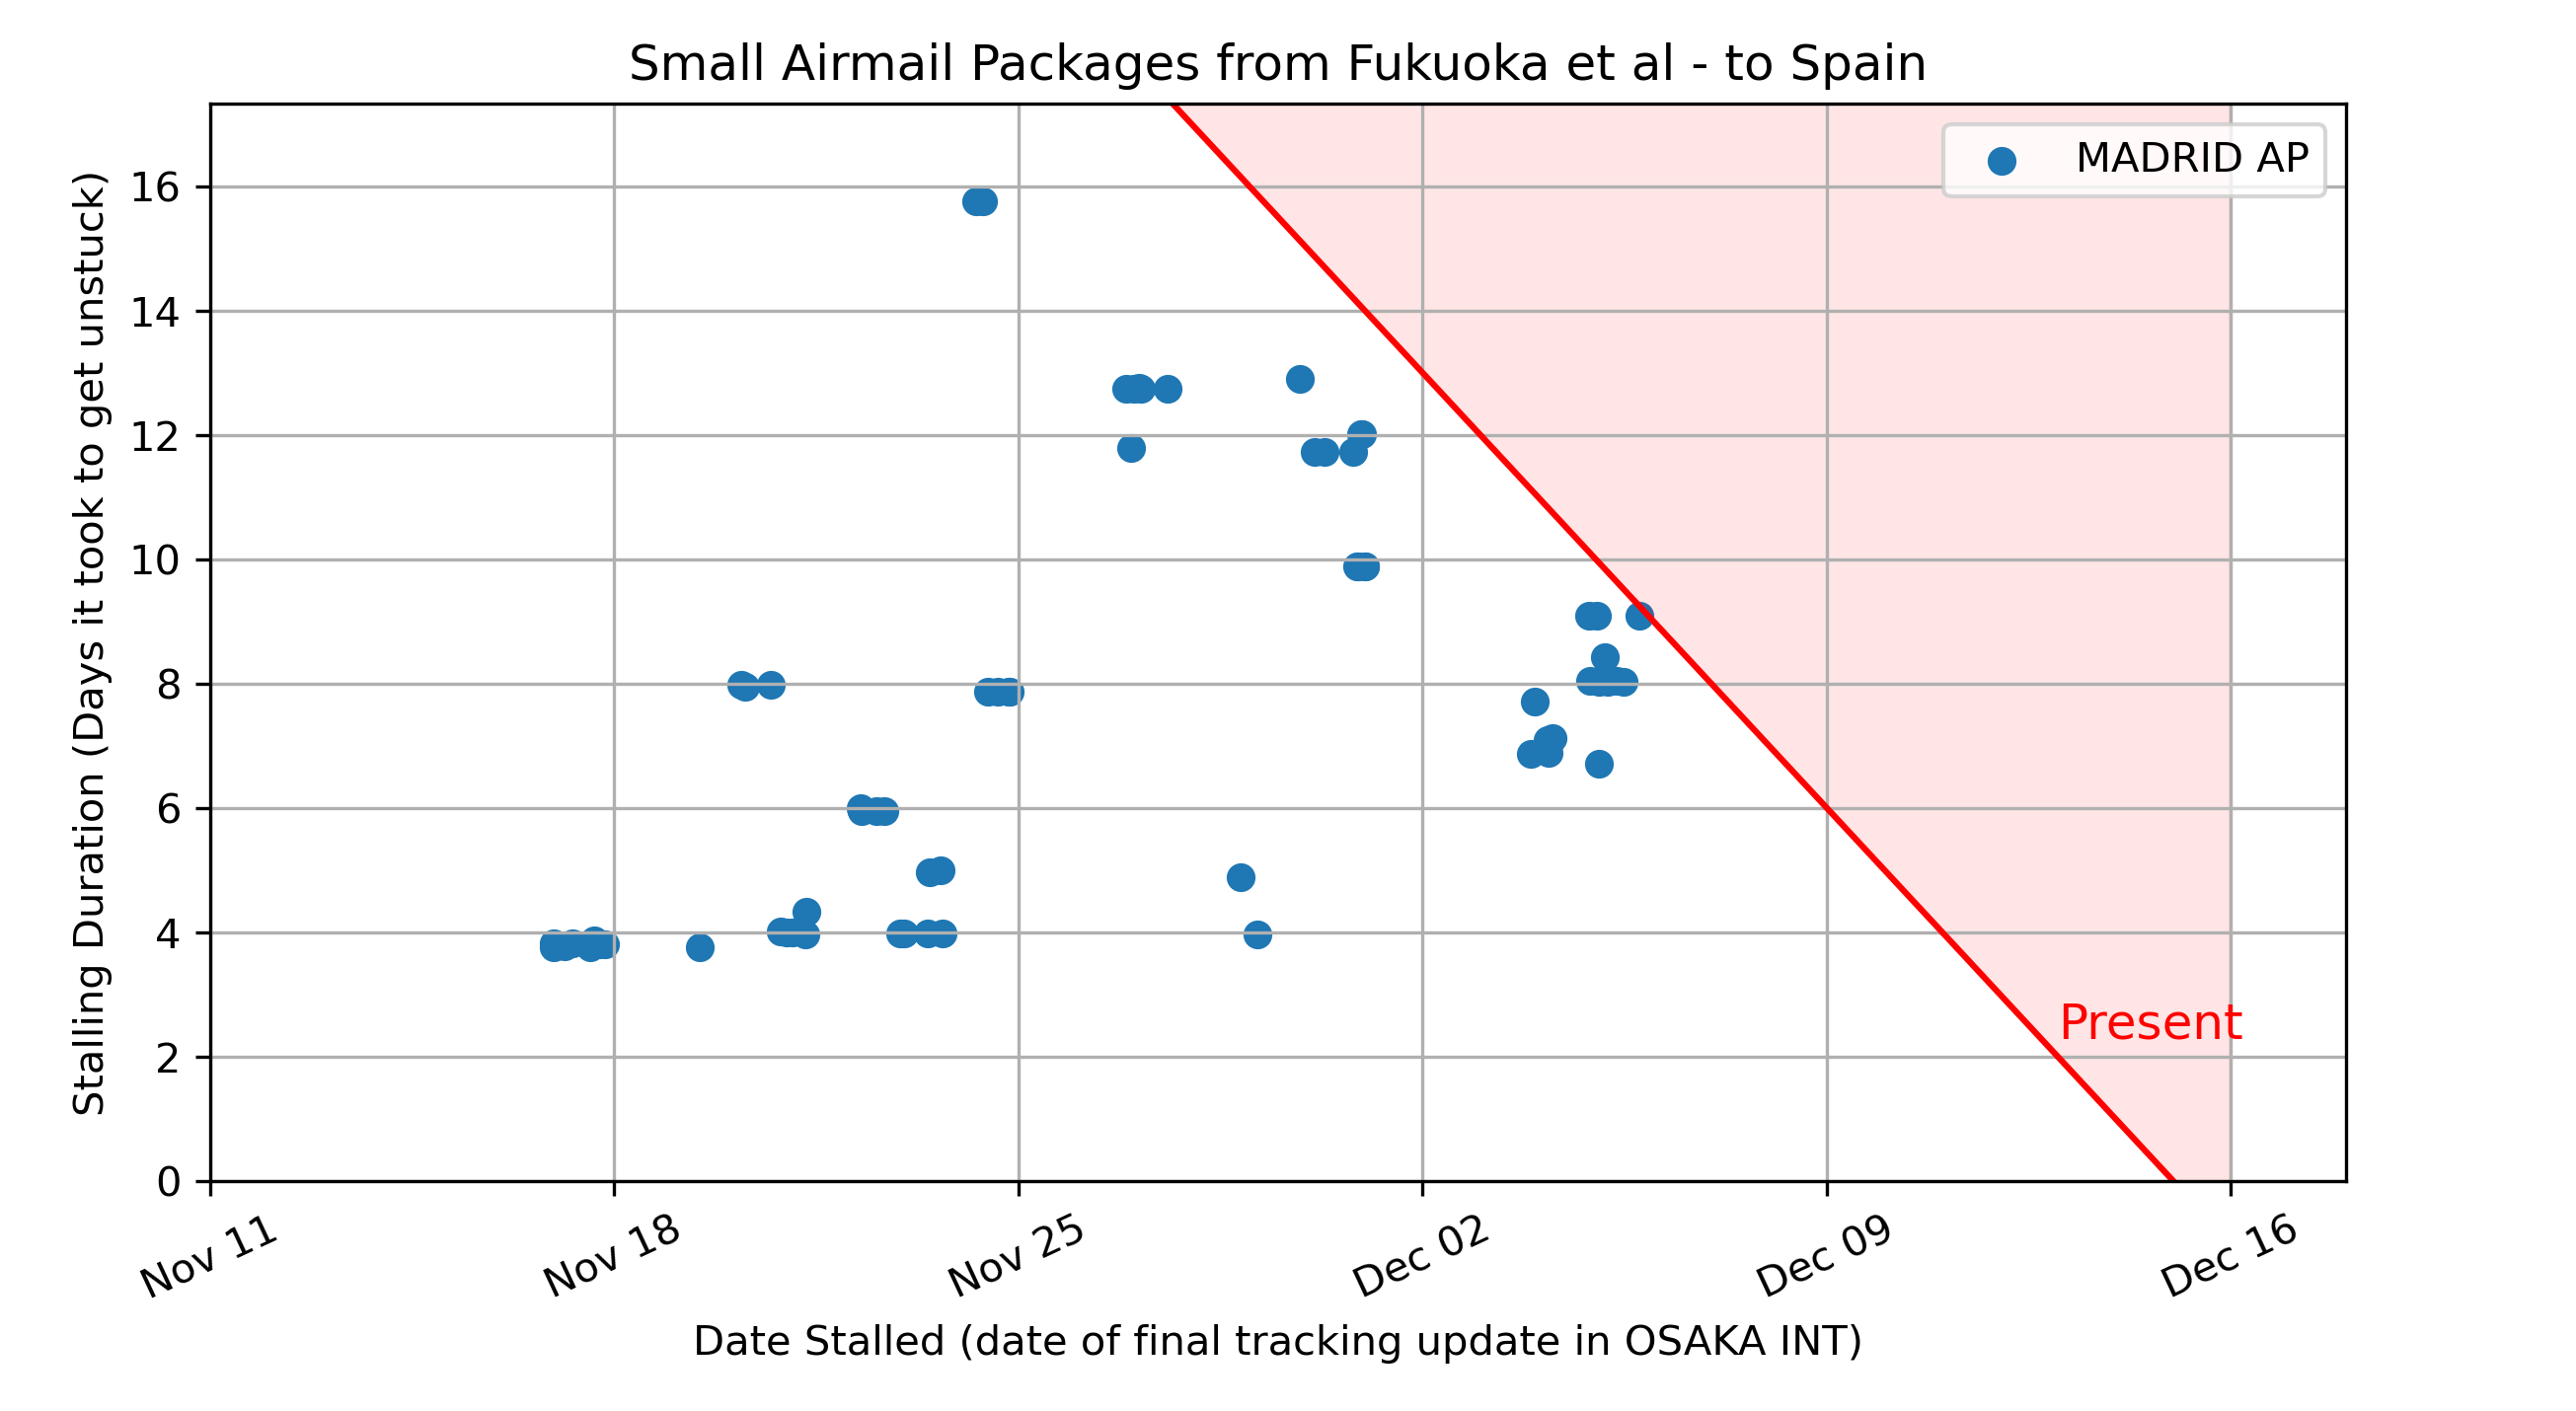 Small Airmail Packages from Fukuoka et al - to Spain
MADRID AP
Stalling Duration (Days it took to get unstuck)
16
14
12
10
8
6
4
2
0
Present
Nov 11
Nov 18
Nov 25
Dec 02
Dec 09
Dec 16
Date Stalled (date of final tracking update in OSAKA INT)